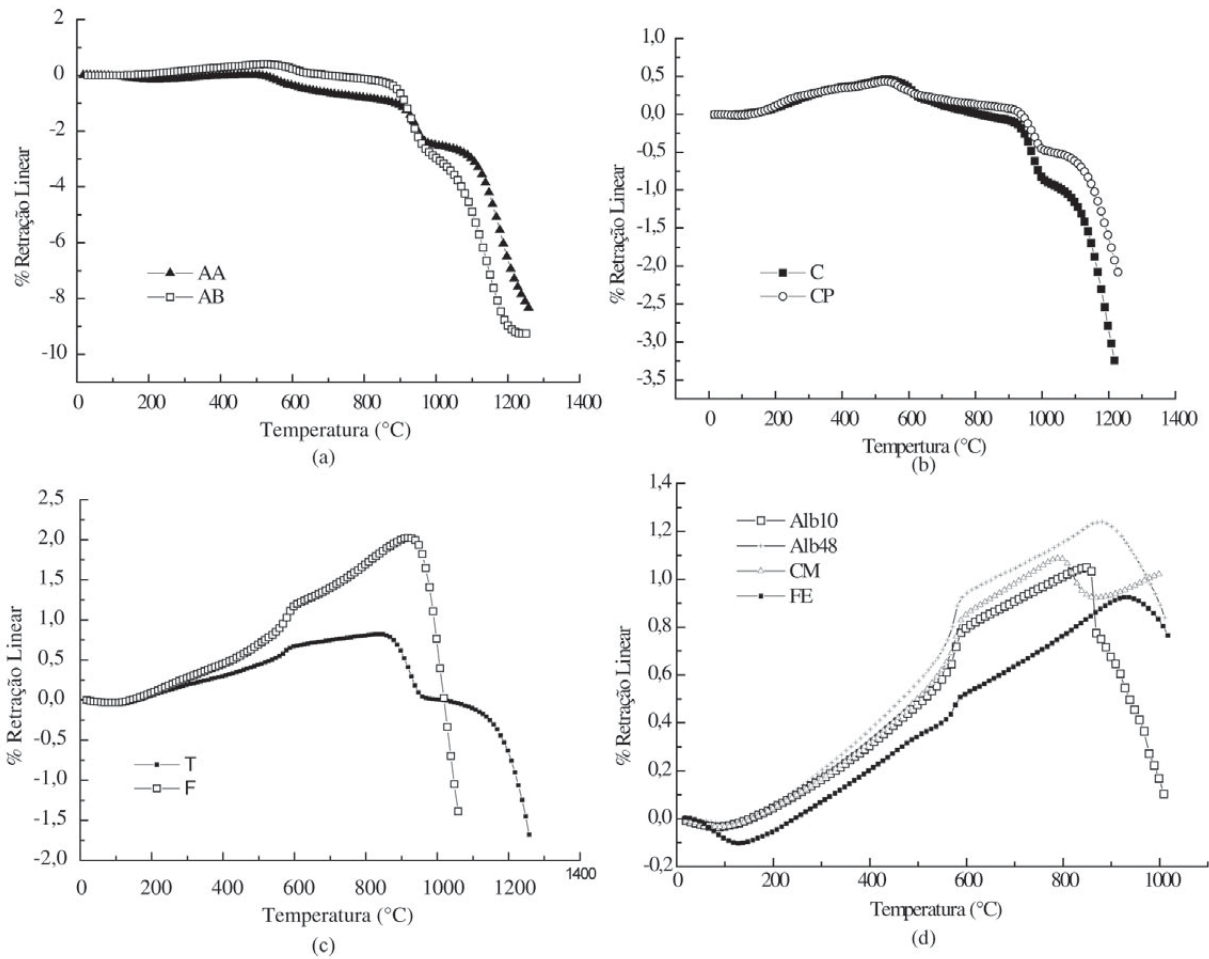 2
0
-2
-4
-6
-8
-10
% Retração Linear
AA
AB
0 200 400 600 800 1000 1200 1400
Temperatura (°C)
(a)
1,0
0,5
0,0
-0,5
-1,0
-1,5
-2,0
-2,5
-3,0
-3,5
% Retração Linear
C
CP
0 200 400 600 800 1000 1200 1400
Tempertura (°C)
(b)
2,5
2,0
1,5
1,0
0,5
0,0
-0,5
-1,0
-1,5
-2,0
% Retração Linear
T
F
0 200 400 600 800 1000 1200 1400
Temperatura (°C)
(c)
1,4
1,2
1,0
0,8
0,6
0,4
0,2
0,0
-0,2
% Retração Linear
Alb10
Alb48
CM
FE
0 200 400 600 800 1000
Temperatura (°C)
(d)